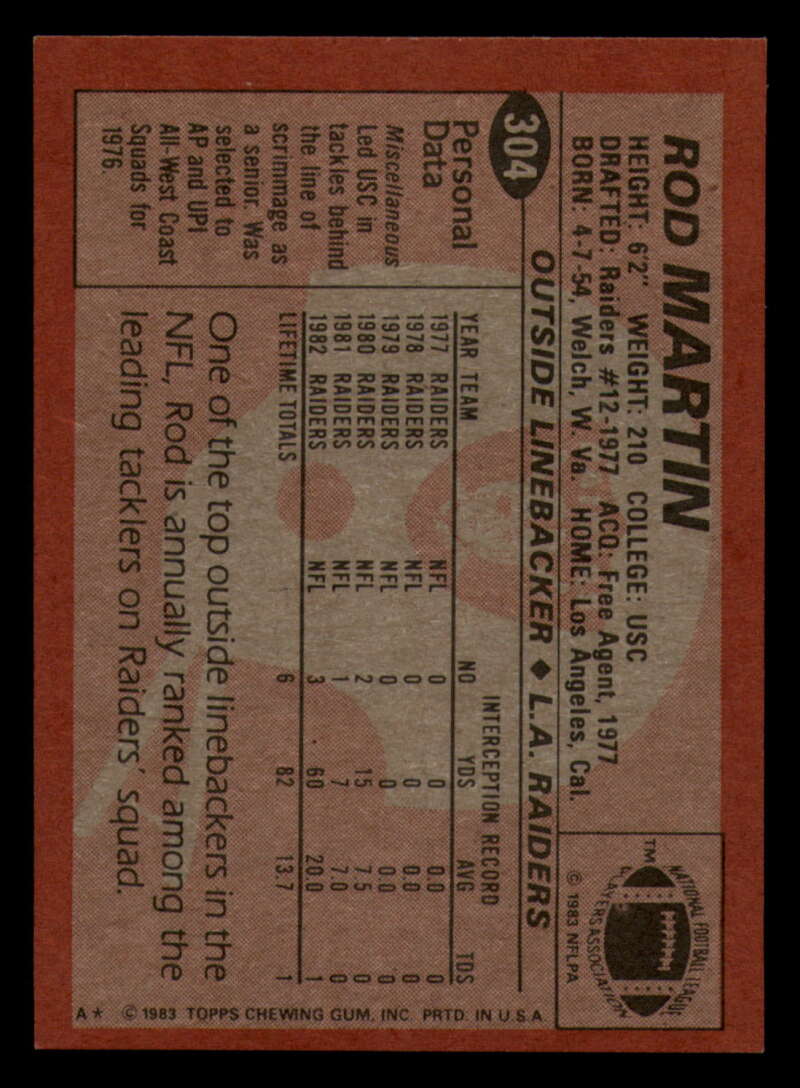 ROD MARTIN
HEIGHT: 6'2" WEIGHT: 210 COLLEGE: USC
DRAFTED: Raiders #12-1977 ACQ: Free Agent, 1977
BORN: 4-7-54, Welch, W. Va. HOME: Los Angeles, Cal.
NATIONAL FOOTBALL LEAGUE
PLAYERS ASSOCIATION
TM
© 1983 NFLPA
304
OUTSIDE LINEBACKER ♦ L.A. RAIDERS
Personal
Data
Miscellaneous
Led USC in
tackles behind
the line of
scrimmage as
a senior. Was
selected to
AP and UPI
All-West Coast
Squads for
1976.
INTERCEPTION RECORD
YEAR TEAM NO YDS AVG TDS
1977 RAIDERS NFL 0 0 0.0 0
1978 RAIDERS NFL 0 0 0.0 0
1979 RAIDERS NFL 0 0 0.0 0
1980 RAIDERS NFL 2 15 7.5 0
1981 RAIDERS NFL 1 7 7.0 0
1982 RAIDERS NFL 3 60 20.0 1
LIFETIME TOTALS 6 82 13.7 1
One of the top outside linebackers in the
NFL, Rod is annually ranked among the
leading tacklers on Raiders' squad.
A* © 1983 TOPPS CHEWING GUM, INC. PRTD. IN U.S.A.